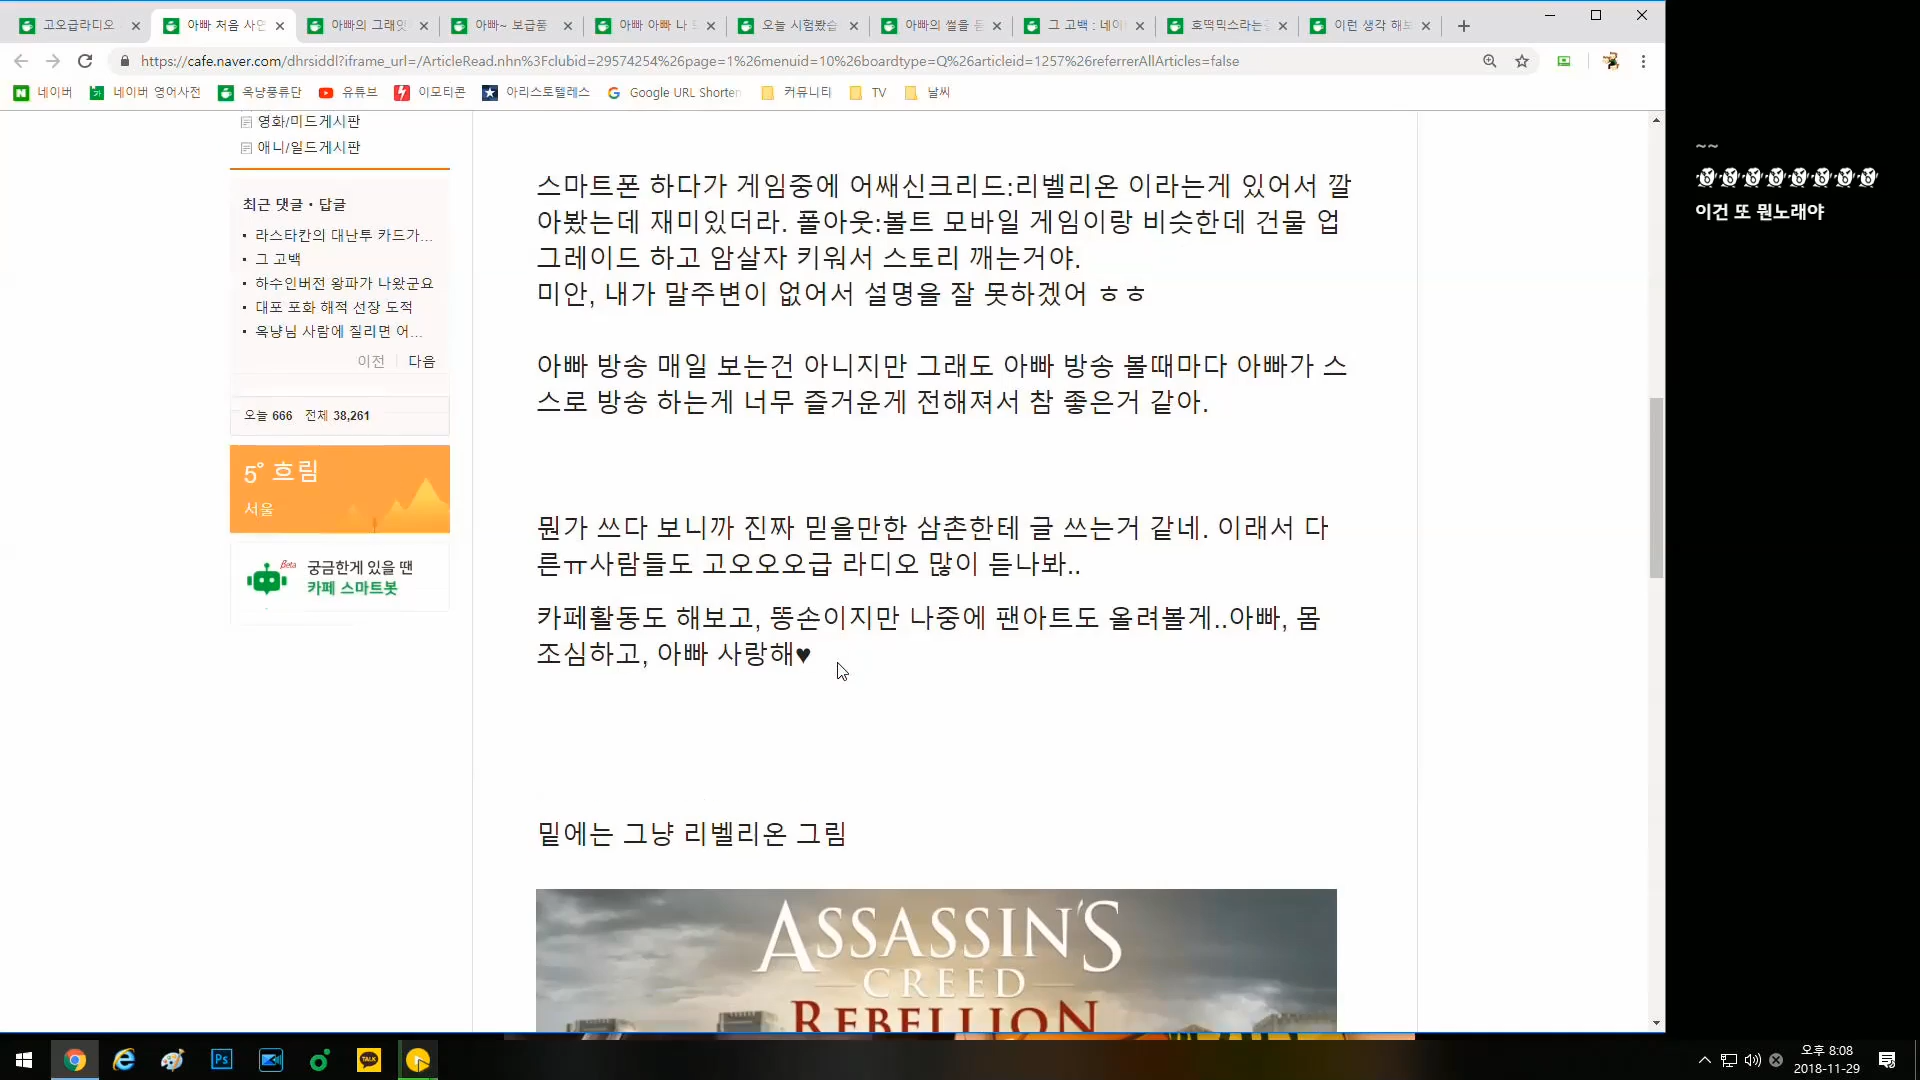 고오급라디오
아빠 처음 사연
아빠의 그래잇
아빠~ 보급품
아빠 아빠 나
오늘 시험봤습
아빠의 썰을 듣
그 고백 : 네이
호떡믹스라는
이런 생각 해보
https://cafe.naver.com/dhrsiddl?iframe_url=/ArticleRead.nhn%3Fclubid=29574254%26page=1%26menuid=10%26boardtype=Q%26articleid=1257%26referrerAllArticles=false
네이버
네이버 영어사전
옥냥풍류단
유튜브
이모티콘
아리스토텔레스
Google URL Shorten
커뮤니티
TV
날씨
영화/미드게시판
애니/일드게시판
최근 댓글・답글
라스타칸의 대난투 카드가...
그 고백
하수인버전 왕파가 나왔군요
대포 포화 해적 선장 도적
옥냥님 사람에 질리면 어...
이전 다음
오늘 666 전체 38,261
5° 흐림
서울
Beta 궁금한게 있을 땐
카페 스마트봇
스마트폰 하다가 게임중에 어쌔신크리드:리벨리온 이라는게 있어서 깔
아봤는데 재미있더라. 폴아웃:볼트 모바일 게임이랑 비슷한데 건물 업
그레이드 하고 암살자 키워서 스토리 깨는거야.
미안, 내가 말주변이 없어서 설명을 잘 못하겠어 ㅎㅎ
아빠 방송 매일 보는건 아니지만 그래도 아빠 방송 볼때마다 아빠가 스
스로 방송 하는게 너무 즐거운게 전해져서 참 좋은거 같아.
뭔가 쓰다 보니까 진짜 믿을만한 삼촌한테 글 쓰는거 같네. 이래서 다
른ㅠ사람들도 고오오오급 라디오 많이 듣나봐..
카페활동도 해보고, 똥손이지만 나중에 팬아트도 올려볼게..아빠, 몸
조심하고, 아빠 사랑해♥
밑에는 그냥 리벨리온 그림
ASSASSIN'S
CREED
REBELLION
~~
이건 또 뭔노래야
Ps
TALK
오후 8:08
2018-11-29